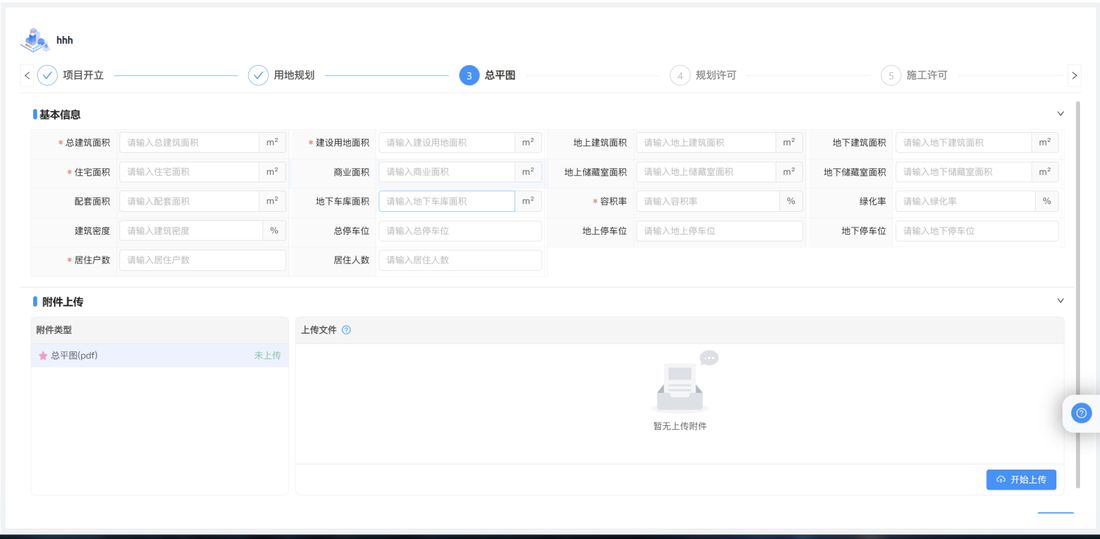 hhh
项目开立 用地规划 3 总平图 4 规划许可 5 施工许可
基本信息
* 总建筑面积 请输入总建筑面积 m² * 建设用地面积 请输入建设用地面积 m² 地上建筑面积 请输入地上建筑面积 m² 地下建筑面积 请输入地下建筑面积 m²
* 住宅面积 请输入住宅面积 m² 商业面积 请输入商业面积 m² 地上储藏室面积 请输入地上储藏室面积 m² 地下储藏室面积 请输入地下储藏室面积 m²
配套面积 请输入配套面积 m² 地下车库面积 请输入地下车库面积 m² * 容积率 请输入容积率 % 绿化率 请输入绿化率 %
建筑密度 请输入建筑密度 % 总停车位 请输入总停车位 地上停车位 请输入地上停车位 地下停车位 请输入地下停车位
* 居住户数 请输入居住户数 居住人数 请输入居住人数
附件上传
附件类型 上传文件
总平图(pdf) 未上传
暂无上传附件
开始上传